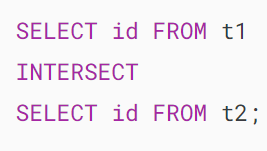 SELECT id FROM t1
INTERSECT
SELECT id FROM t2;